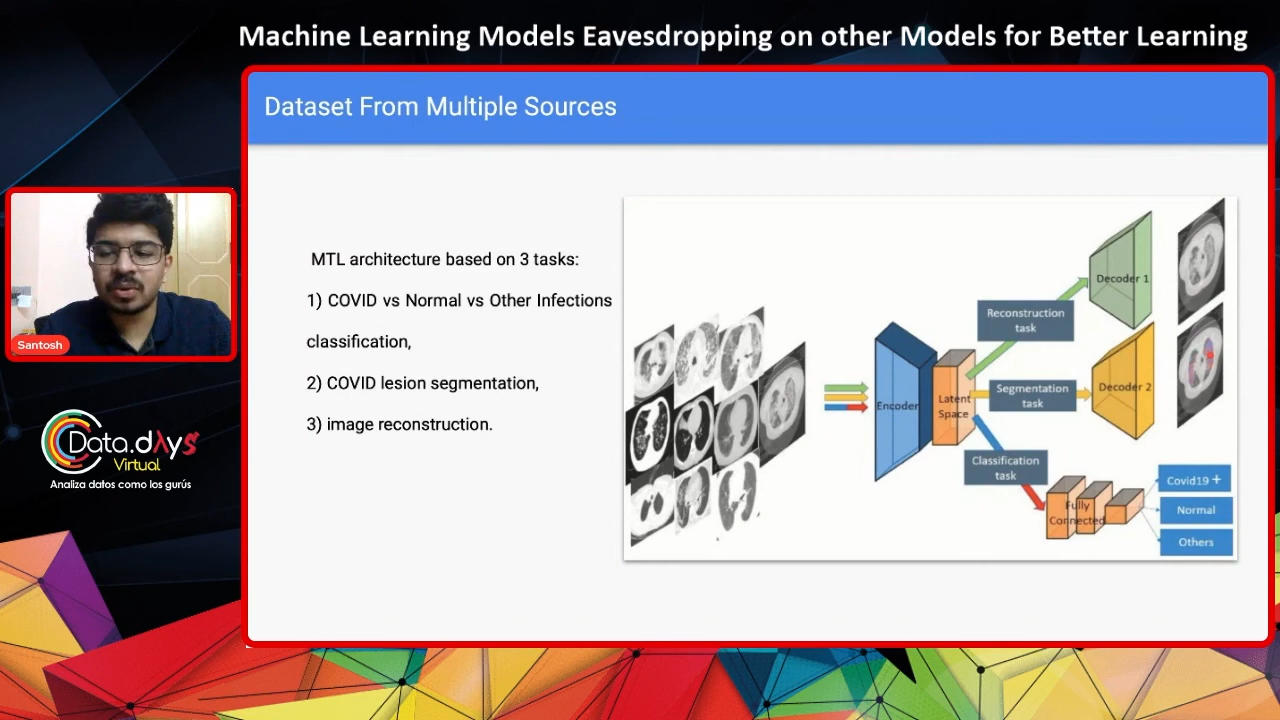 Machine Learning Models Eavesdropping on other Models for Better Learning
Dataset From Multiple Sources
MTL architecture based on 3 tasks:
1) COVID vs Normal vs Other Infections
classification,
2) COVID lesion segmentation,
3) image reconstruction.
Encoder
Latent
Space
Reconstruction
task
Segmentation
task
Classification
task
Decoder 1
Decoder 2
Fully
Connected
Covid19 +
Normal
Others
Santosh
Data.dAys
Virtual
Analiza datos como los gurús